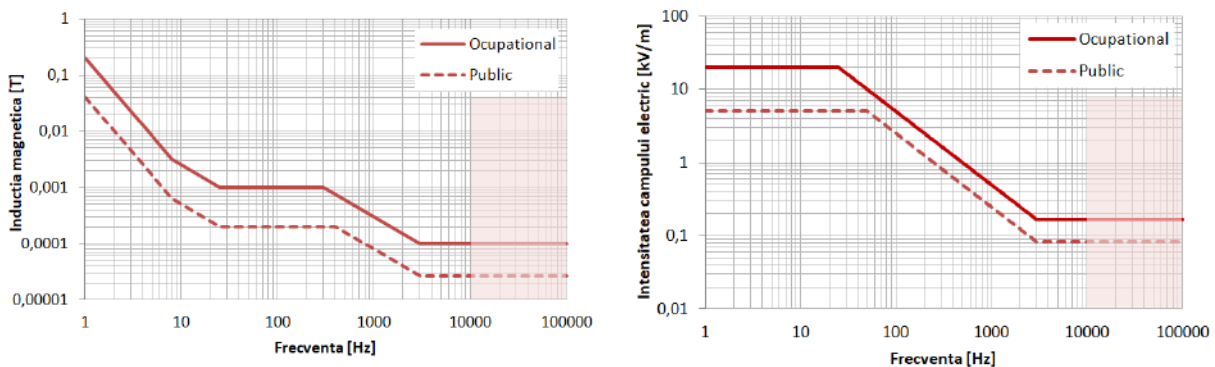 Inductia magnetica [T]
1
0,1
0,01
0,001
0,0001
0,00001
Ocupational
Public
1 10 100 1000 10000 100000
Frecventa [Hz]
Intensitatea campului electric [kV/m]
100
10
1
0,1
0,01
Ocupational
Public
1 10 100 1000 10000 100000
Frecventa [Hz]